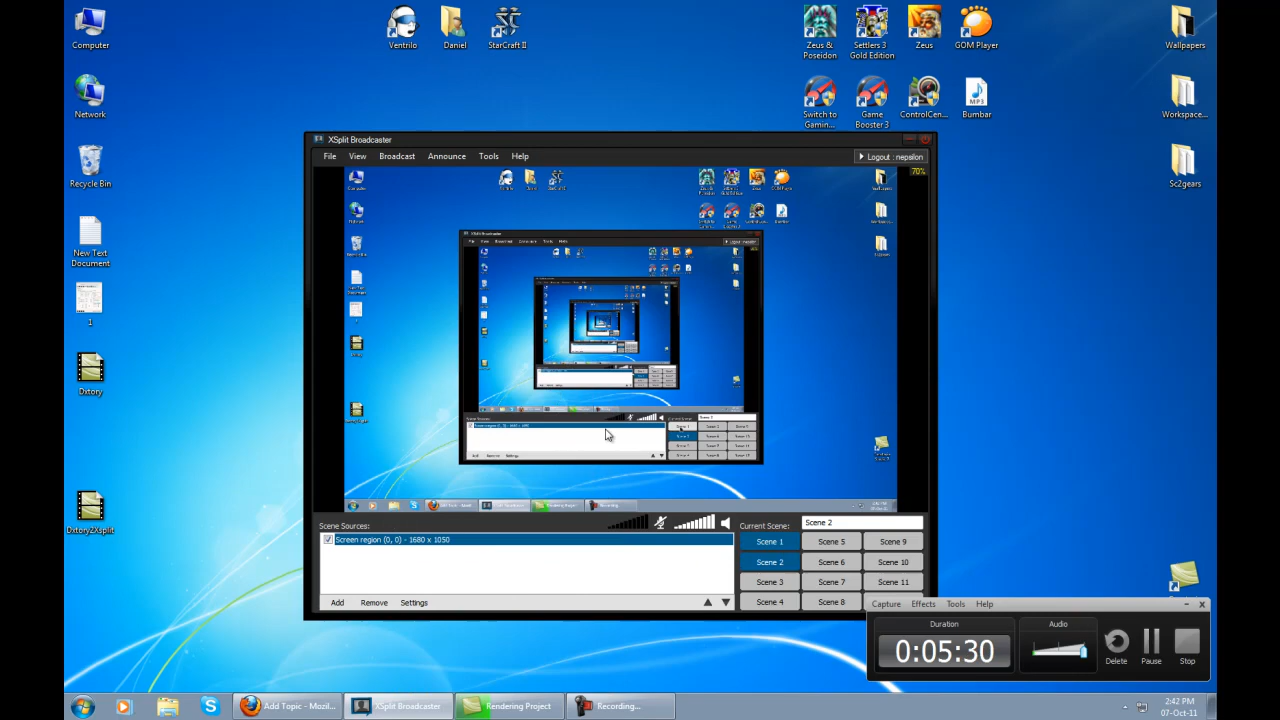 Computer
Ventrilo
Daniel
StarCraft II
Zeus &
Poseidon
Settlers 3
Gold Edition
Zeus
GOM Player
Wallpapers
Network
Switch to
Gamin...
Game
Booster 3
ControlCen...
MP3
Bumbar
Workspace...
Recycle Bin
Sc2gears
New Text
Document
1
Dxtory
Dxtory2Xsplit
XSplit Broadcaster
File View Broadcast Announce Tools Help
Logout : nepsilon
70%
Scene Sources:
Screen region (0, 0) - 1680 x 1050
Add Remove Settings
Current Scene: Scene 2
Scene 1 Scene 5 Scene 9
Scene 2 Scene 6 Scene 10
Scene 3 Scene 7 Scene 11
Scene 4 Scene 8
Capture Effects Tools Help
Duration
0:05:30
Audio
Delete
Pause
Stop
Add Topic - Mozil...
XSplit Broadcaster
Rendering Project
Recording...
2:42 PM
07-Oct-11